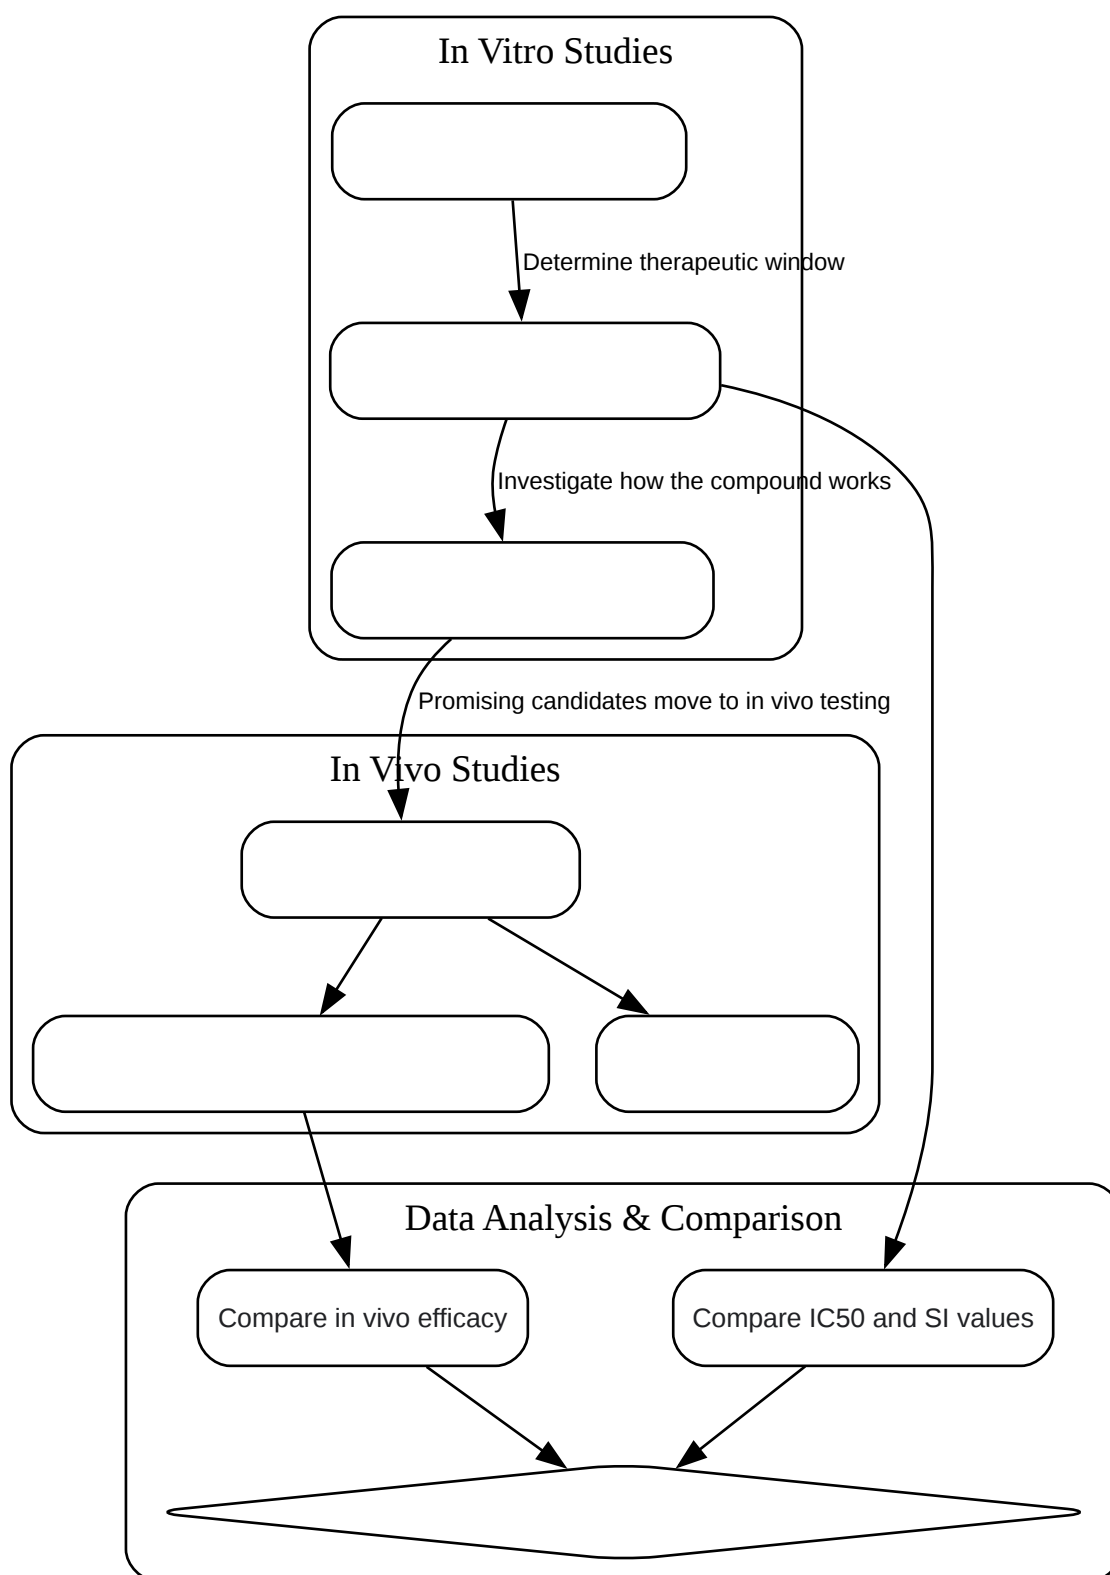 In Vitro Studies
Determine therapeutic window
Investigate how the compound works
Promising candidates move to in vivo testing
In Vivo Studies
Data Analysis & Comparison
Compare in vivo efficacy
Compare IC50 and SI values